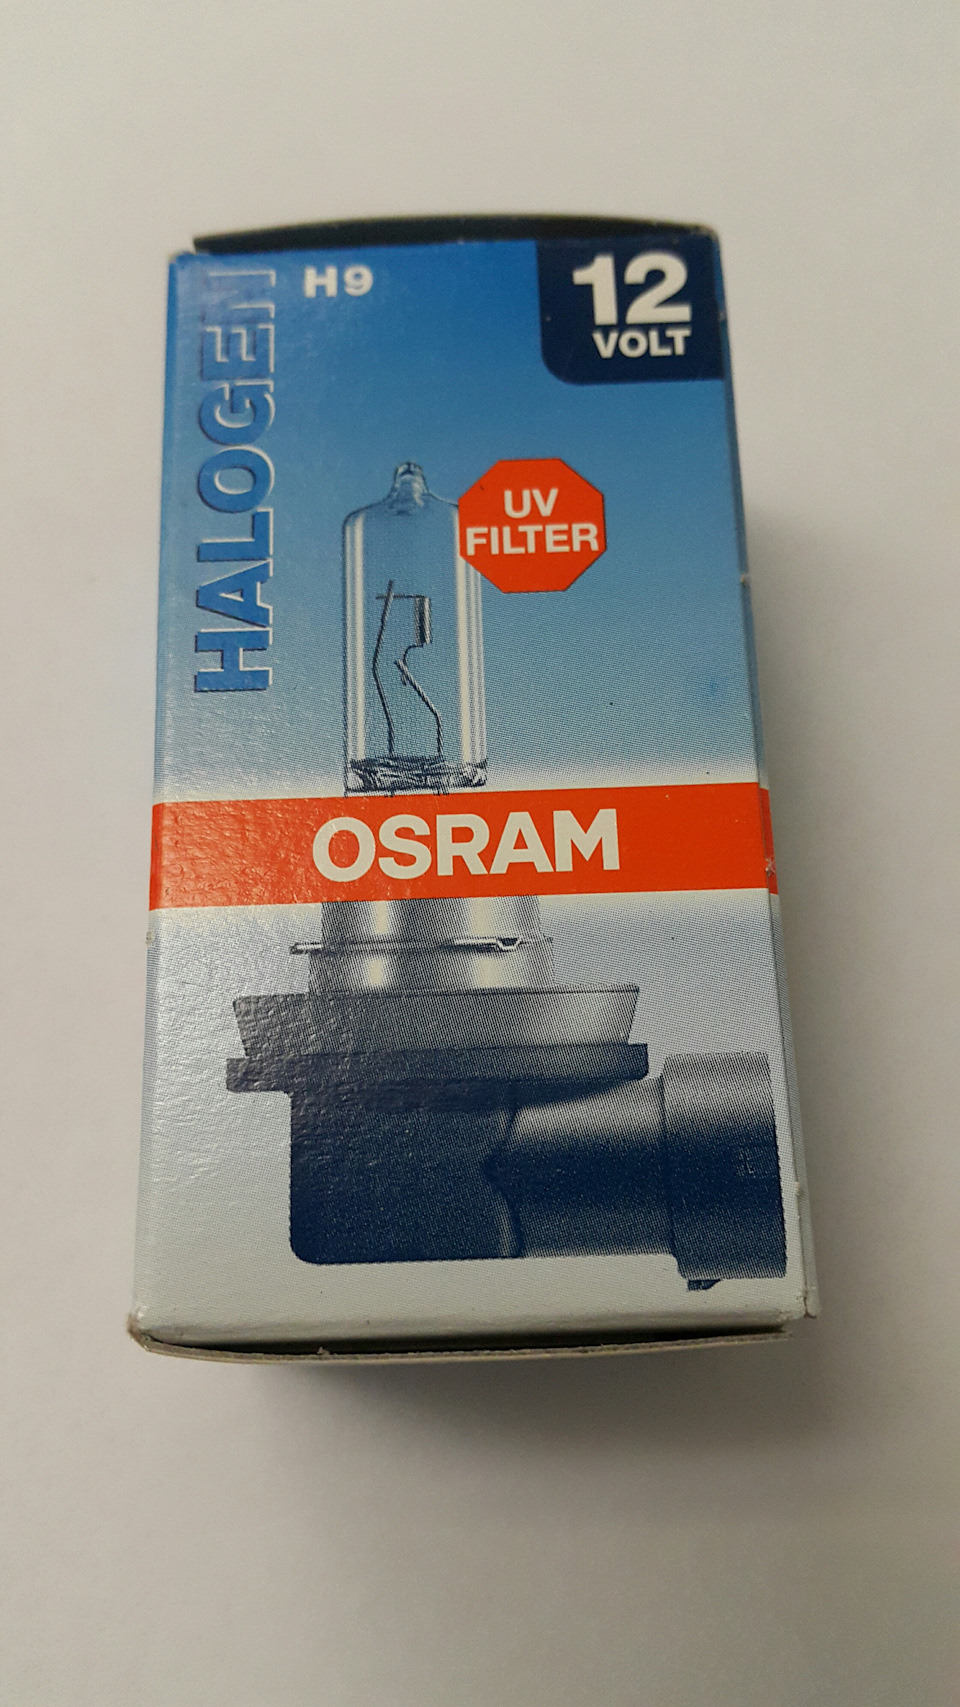 HALOGEN
H9
12
VOLT
UV
FILTER
OSRAM